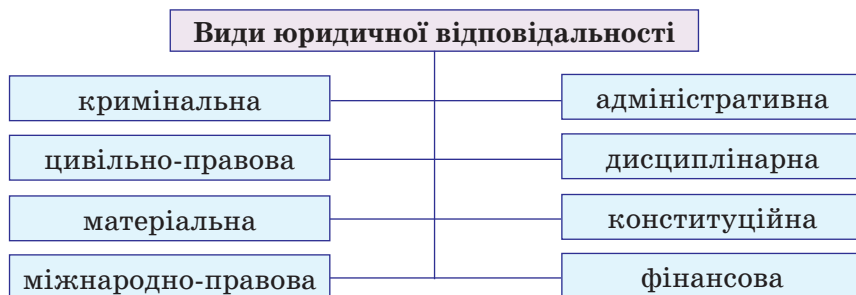 Види юридичної відповідальності
кримінальна
адміністративна
цивільно-правова
дисциплінарна
матеріальна
конституційна
міжнародно-правова
фінансова